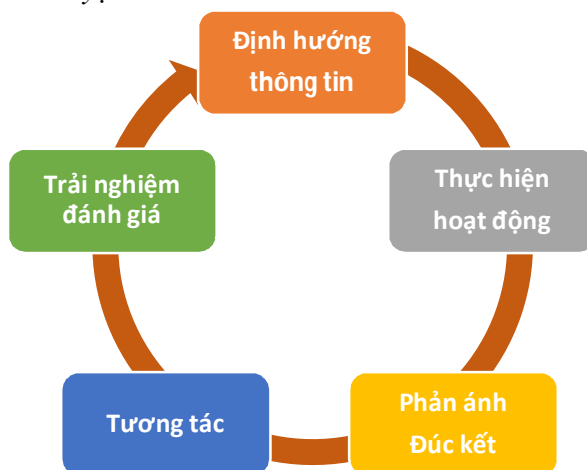 Định hướng
thông tin
Thực hiện
hoạt động
Phản ánh
Đúc kết
Tương tác
Trải nghiệm
đánh giá